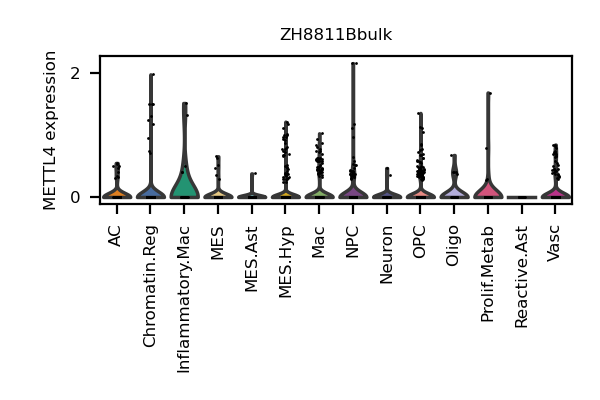 ZH8811Bbulk
METTL4 expression
2
0
AC
Chromatin.Reg
Inflammatory.Mac
MES
MES.Ast
MES.Hyp
Mac
NPC
Neuron
OPC
Oligo
Prolif.Metab
Reactive.Ast
Vasc